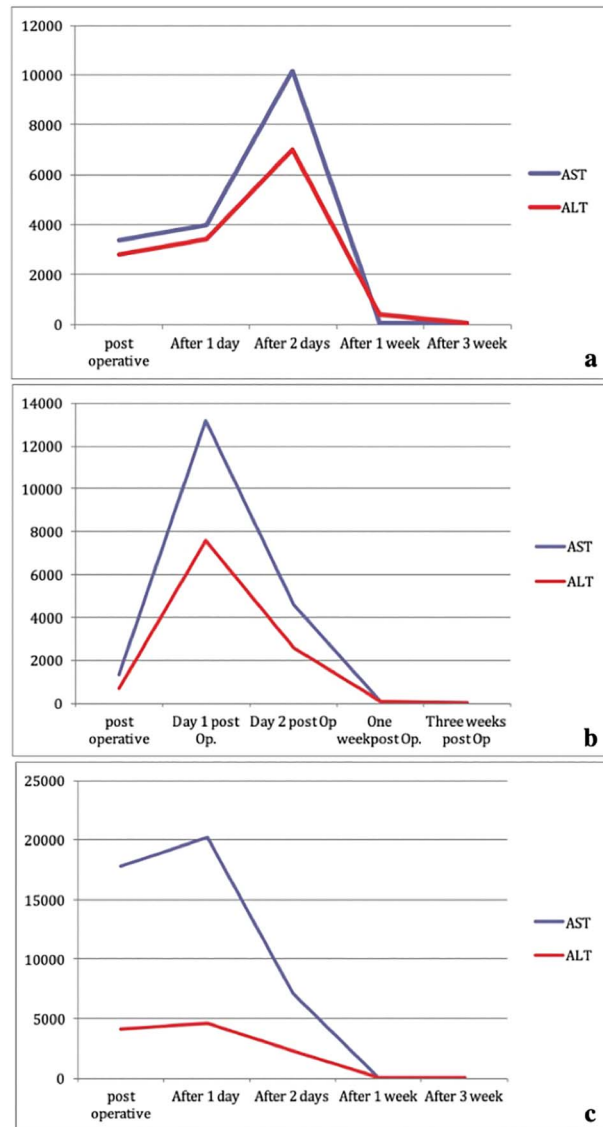 12000
10000
8000
6000
4000
2000
0
post operative
After 1 day
After 2 days
After 1 week
After 3 week
AST
ALT
a
14000
12000
10000
8000
6000
4000
2000
0
post operative
Day 1 post Op.
Day 2 post Op
One weekpost Op.
Three weeks post Op
AST
ALT
b
25000
20000
15000
10000
5000
0
post operative
After 1 day
After 2 days
After 1 week
After 3 week
AST
ALT
c